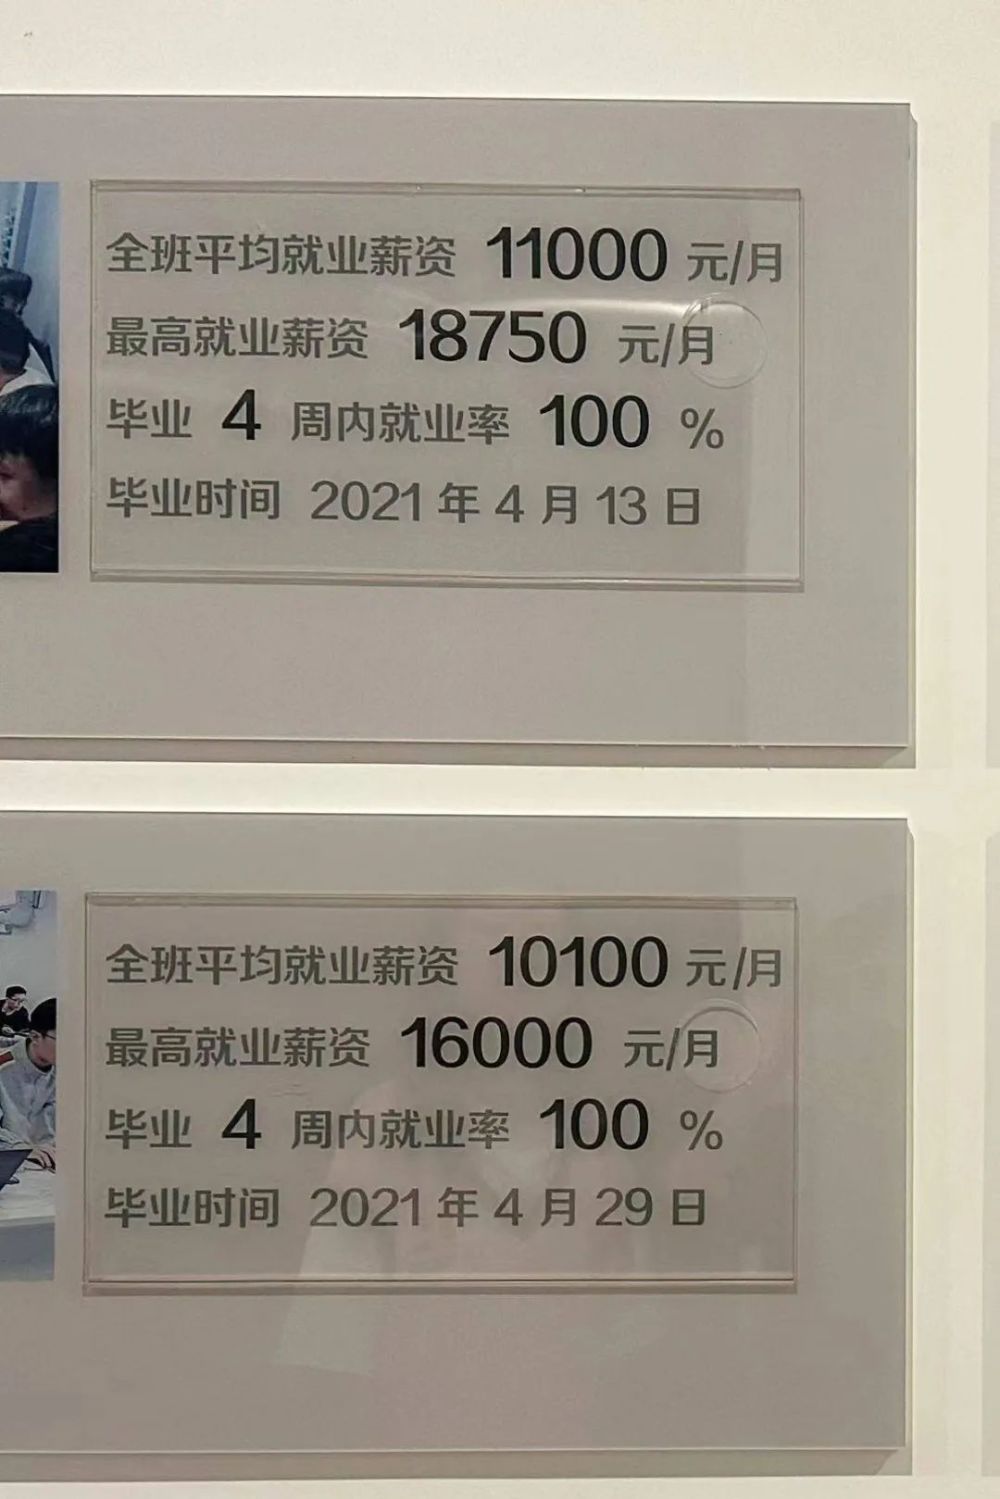 全班平均就业薪资 11000 元/月
最高就业薪资 18750 元/月
毕业 4 周内就业率 100 %
毕业时间 2021 年 4 月 13 日
全班平均就业薪资 10100 元/月
最高就业薪资 16000 元/月
毕业 4 周内就业率 100 %
毕业时间 2021 年 4 月 29 日